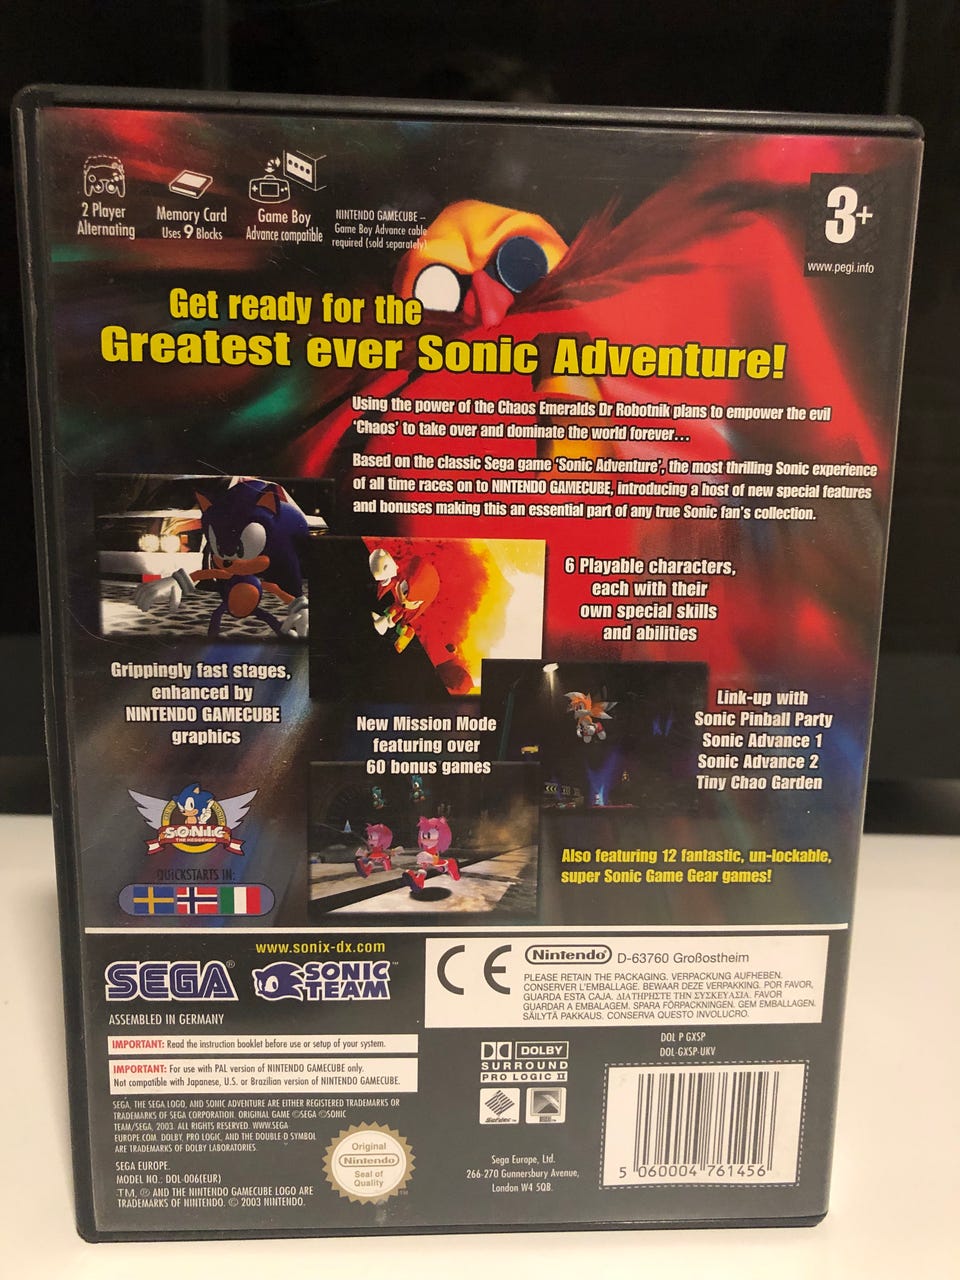 2 Player
Alternating
Memory Card
Uses 9 Blocks
Game Boy
Advance compatible
NINTENDO GAMECUBE –
Game Boy Advance cable
required (sold separately)
3+
www.pegi.info
Get ready for the
Greatest ever Sonic Adventure!
Using the power of the Chaos Emeralds Dr Robotnik plans to empower the evil
'Chaos' to take over and dominate the world forever...
Based on the classic Sega game 'Sonic Adventure', the most thrilling Sonic experience
of all time races on to NINTENDO GAMECUBE, introducing a host of new special features
and bonuses making this an essential part of any true Sonic fan's collection.
6 Playable characters,
each with their
own special skills
and abilities
Grippingly fast stages,
enhanced by
NINTENDO GAMECUBE
graphics
New Mission Mode
featuring over
60 bonus games
Link-up with
Sonic Pinball Party
Sonic Advance 1
Sonic Advance 2
Tiny Chao Garden
SONIC
THE HEDGEHOG
QUICKSTARTS IN:
Also featuring 12 fantastic, un-lockable,
super Sonic Game Gear games!
www.sonix-dx.com
SEGA®
SONIC
TEAM™
ASSEMBLED IN GERMANY
CE
Nintendo D-63760 Großostheim
PLEASE RETAIN THE PACKAGING. VERPACKUNG AUFHEBEN.
CONSERVER L'EMBALLAGE. BEWAAR DEZE VERPAKKING. POR FAVOR,
GUARDA ESTA CAJA. ΔΙΑΤΗΡΗΣΤΕ ΤΗΝ ΣΥΣΚΕΥΑΣΙΑ. FAVOR
GUARDAR A EMBALAGEM. SPARA FÖRPACKNINGEN. GEM EMBALLAGEN.
SÄILYTÄ PAKKAUS. CONSERVA QUESTO INVOLUCRO.
IMPORTANT: Read the instruction booklet before use or setup of your system.
IMPORTANT: For use with PAL version of NINTENDO GAMECUBE only.
Not compatible with Japanese, U.S. or Brazilian version of NINTENDO GAMECUBE.
SEGA, THE SEGA LOGO, AND SONIC ADVENTURE ARE EITHER REGISTERED TRADEMARKS OR
TRADEMARKS OF SEGA CORPORATION. ORIGINAL GAME ©SEGA ©SONIC
TEAM/SEGA, 2003. ALL RIGHTS RESERVED. WWW.SEGA-
EUROPE.COM. DOLBY, PRO LOGIC, AND THE DOUBLE-D SYMBOL
ARE TRADEMARKS OF DOLBY LABORATORIES.
SEGA EUROPE.
MODEL NO.: DOL-006(EUR)
TM, ® AND THE NINTENDO GAMECUBE LOGO ARE
TRADEMARKS OF NINTENDO. © 2003 NINTENDO.
Original
Nintendo
Seal of
Quality
TM
DOLBY
SURROUND
PRO LOGIC II
Sofdec™
Sega Europe, Ltd.
266-270 Gunnersbury Avenue,
London W4 5QB.
DOL P GXSP
DOL-GXSP-UKV
5 060004 761456